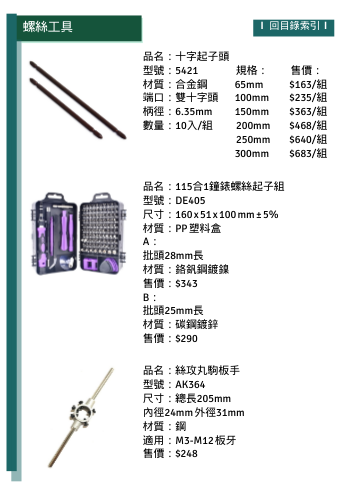 螺絲工具
I 回目錄索引 I
品名：十字起子頭
型號：5421 規格： 售價：
材質：合金鋼 65mm $163/組
端口：雙十字頭 100mm $235/組
柄徑：6.35mm 150mm $363/組
數量：10入/組 200mm $468/組
250mm $640/組
300mm $683/組
品名：115合1鐘錶螺絲起子組
型號：DE405
尺寸：160x51x100mm±5%
材質：PP塑料盒
A：
批頭28mm長
材質：鉻釩鋼鍍鎳
售價：$343
B：
批頭25mm長
材質：碳鋼鍍鋅
售價：$290
品名：絲攻丸駒板手
型號：AK364
尺寸：總長205mm
內徑24mm外徑31mm
材質：鋼
適用：M3-M12板牙
售價：$248